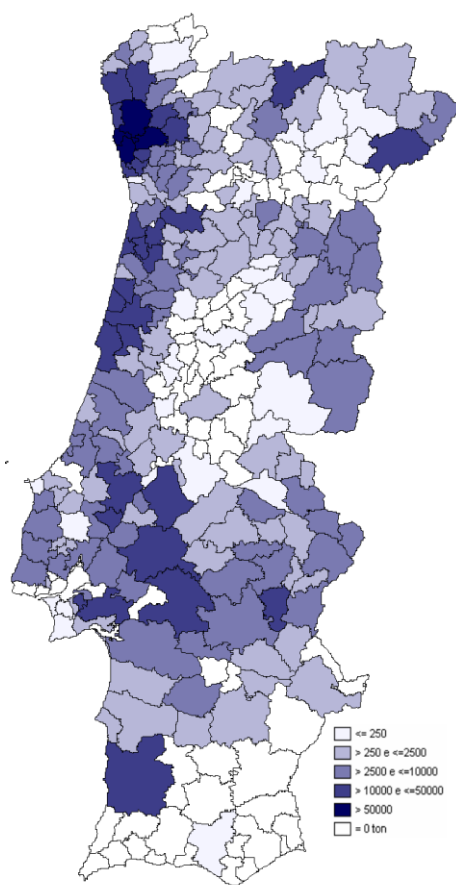 <= 250
> 250 e <=2500
> 2500 e <=10000
> 10000 e <=50000
> 50000
= 0 ton